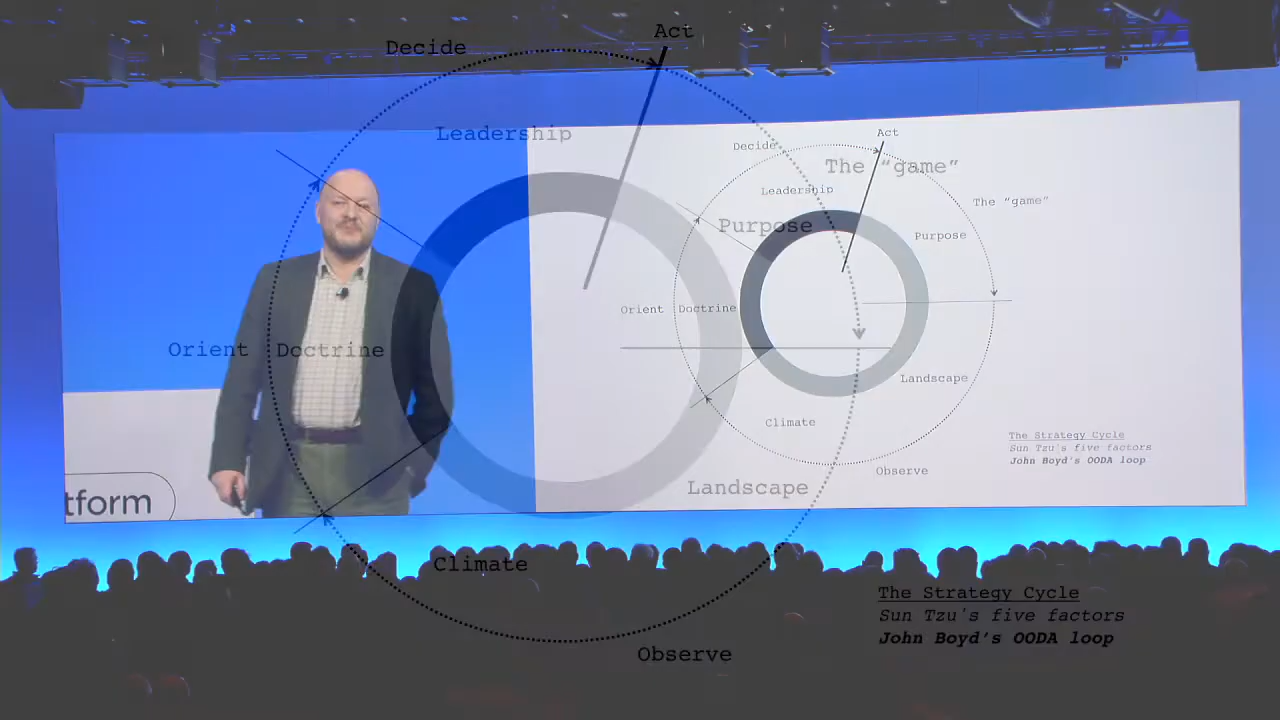 Act
Decide
Leadership
The “game”
Purpose
Orient
Doctrine
Landscape
Climate
Observe
The Strategy Cycle
Sun Tzu's five factors
John Boyd’s OODA loop
Act
Decide
Leadership
The “game”
Purpose
Orient
Doctrine
Landscape
Climate
Observe
The Strategy Cycle
Sun Tzu's five factors
John Boyd’s OODA loop
tform